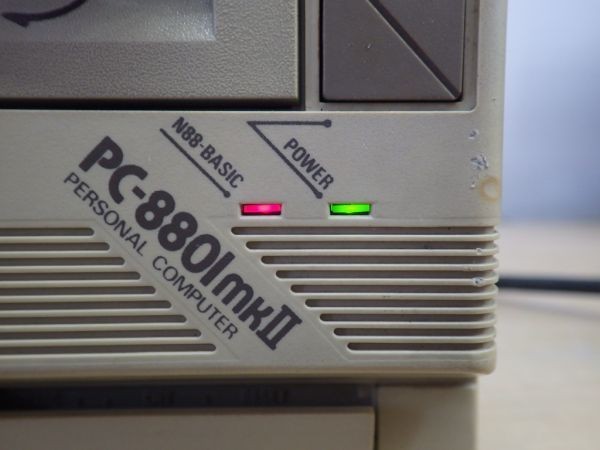 N88-BASIC
POWER
PC-8801mkII
PERSONAL COMPUTER